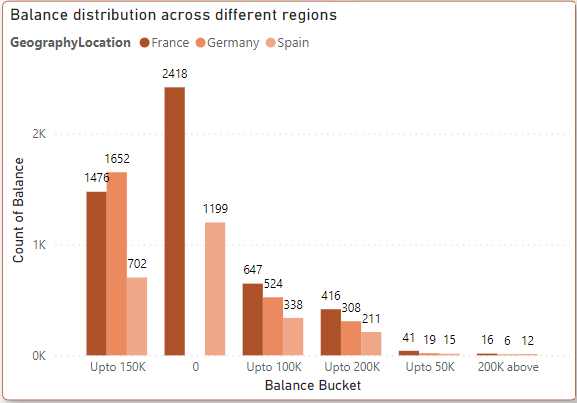 Balance distribution across different regions
GeographyLocation France Germany Spain
2418
2K
1652
1476
1199
1K
702
647
524
338
416
308
211
41 19 15
16 6 12
0K
Upto 150K 0 Upto 100K Upto 200K Upto 50K 200K above
Balance Bucket
Count of Balance